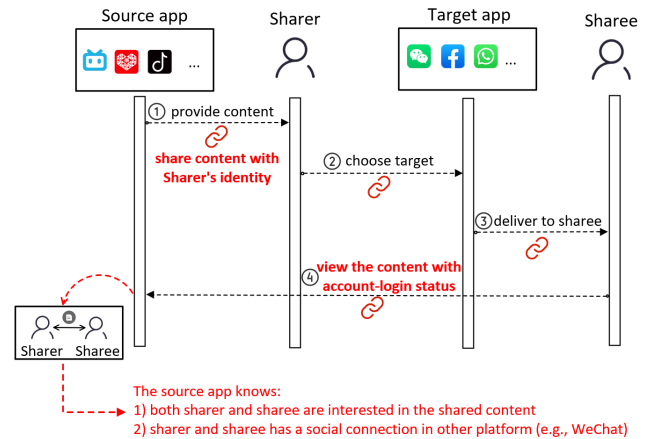 Source app
Sharer
Target app
Sharee
...
...
① provide content
share content with
Sharer's identity
② choose target
③ deliver to sharee
④ view the content with
account-login status
Sharer Sharee
The source app knows:
1) both sharer and sharee are interested in the shared content
2) sharer and sharee has a social connection in other platform (e.g., WeChat)